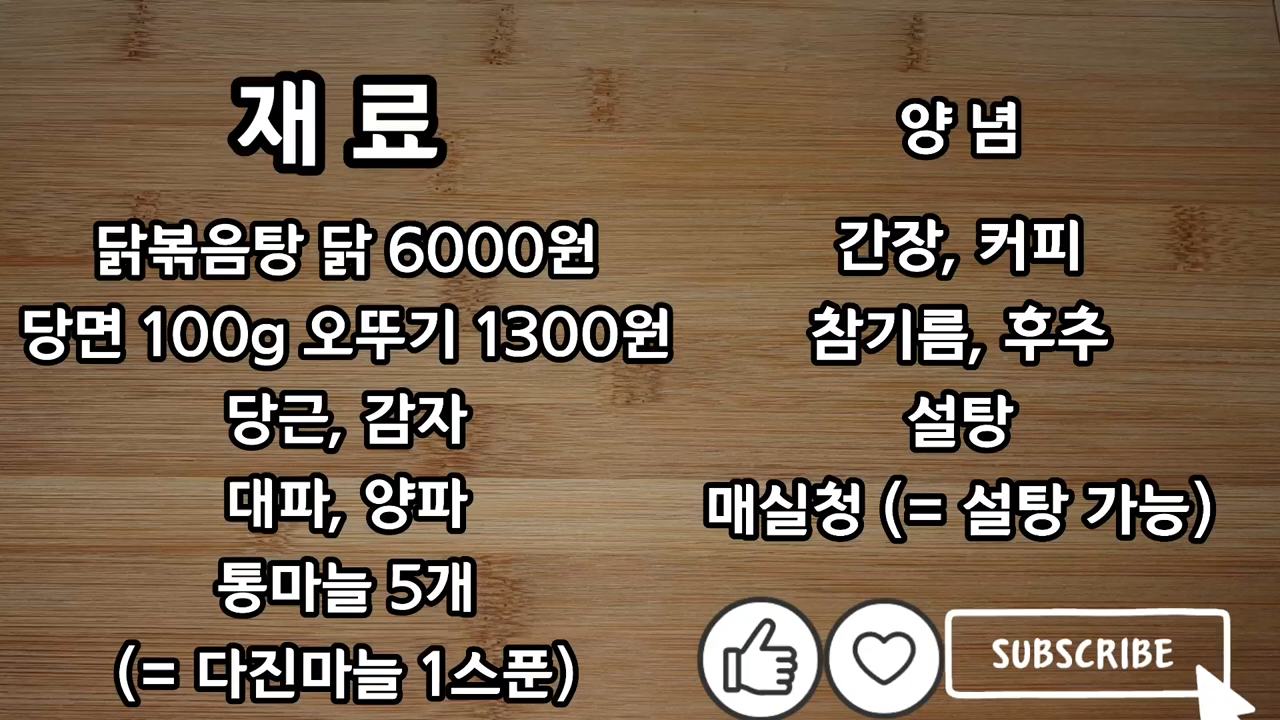 재 료
닭볶음탕 닭 6000원
당면 100g 오뚜기 1300원
당근, 감자
대파, 양파
통마늘 5개
(= 다진마늘 1스푼)
양 념
간장, 커피
참기름, 후추
설탕
매실청 (= 설탕 가능)
SUBSCRIBE